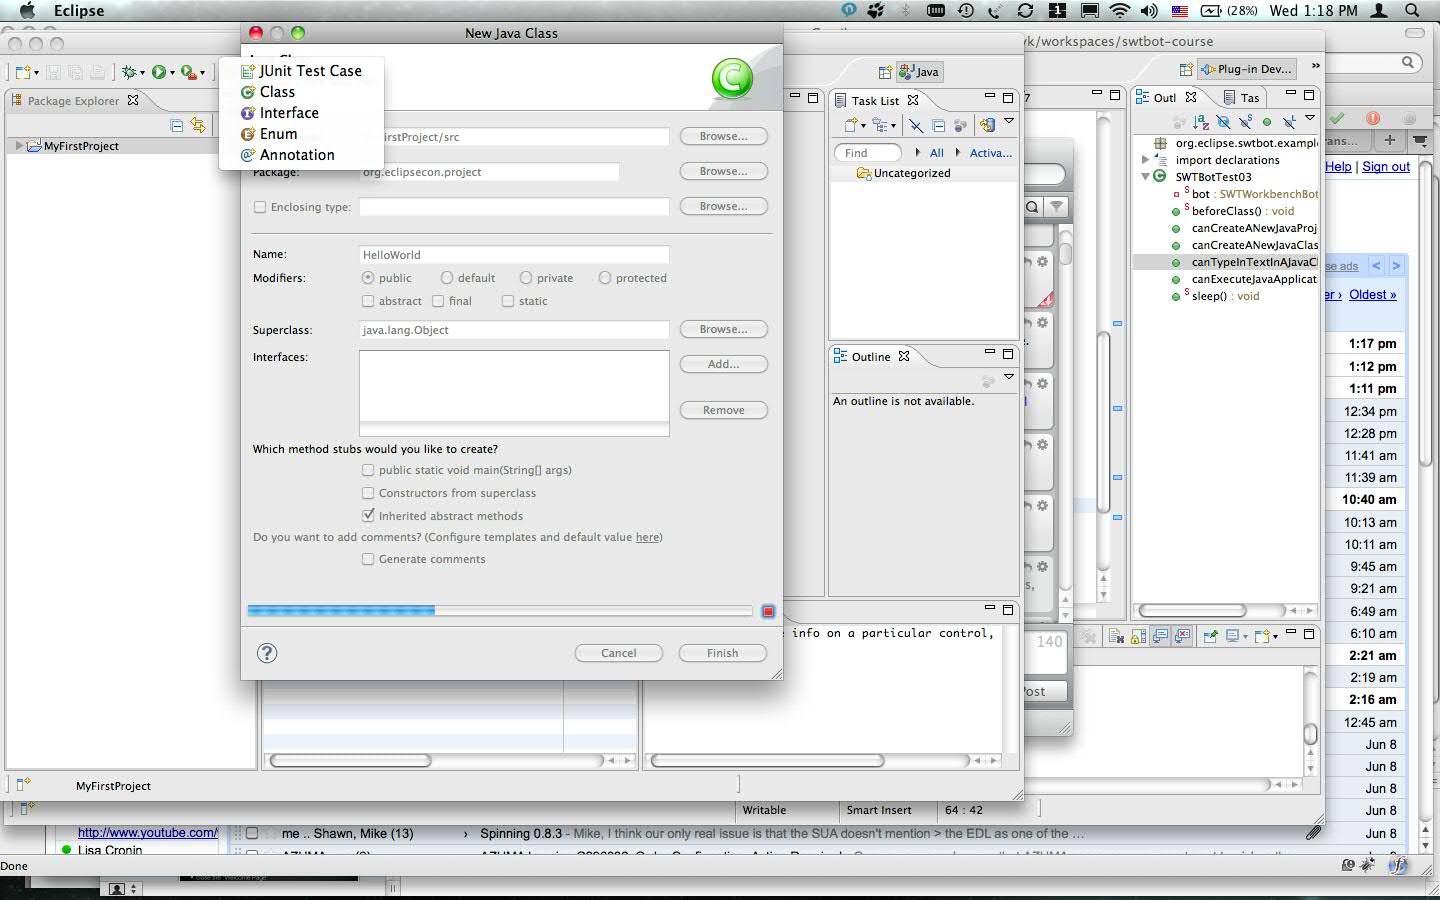 Eclipse
(28%) Wed 1:18 PM
New Java Class
vk/workspaces/swtbot-course
JUnit Test Case
Class
Interface
Enum
Annotation
Java
Plug-in Dev...
Package Explorer
Task List
7
Outl
Tas
MyFirstProject
irstProject/src
Browse...
Package:
org.eclipsecon.project
Browse...
Enclosing type:
Browse...
Find
All
Activa...
Uncategorized
org.eclipse.swtbot.example
import declarations
SWTBotTest03
bot : SWTWorkbenchBot
beforeClass() : void
canCreateANewJavaProj
canCreateANewJavaClas
canTypeInTextInAJavaCl
canExecuteJavaApplicat
sleep() : void
rans...
Help | Sign out
se ads
< >
er › Oldest »
Name:
HelloWorld
Modifiers:
public
default
private
protected
abstract
final
static
Superclass:
java.lang.Object
Browse...
Interfaces:
Add...
Remove
Outline
An outline is not available.
Which method stubs would you like to create?
public static void main(String[] args)
Constructors from superclass
Inherited abstract methods
Do you want to add comments? (Configure templates and default value here)
Generate comments
Cancel
Finish
e info on a particular control,
140
Post
1:17 pm
1:12 pm
1:11 pm
12:34 pm
12:28 pm
11:41 am
11:39 am
10:40 am
10:13 am
10:11 am
9:45 am
9:21 am
6:49 am
6:10 am
2:21 am
2:19 am
2:16 am
12:45 am
Jun 8
Jun 8
Jun 8
Jun 8
Jun 8
Jun 8
MyFirstProject
Writable
Smart Insert
64 : 42
http://www.youtube.com/
me .. Shawn, Mike (13)
› Spinning 0.8.3 - Mike, I think our only real issue is that the SUA doesn't mention > the EDL as one of the ...
Lisa Cronin
Done